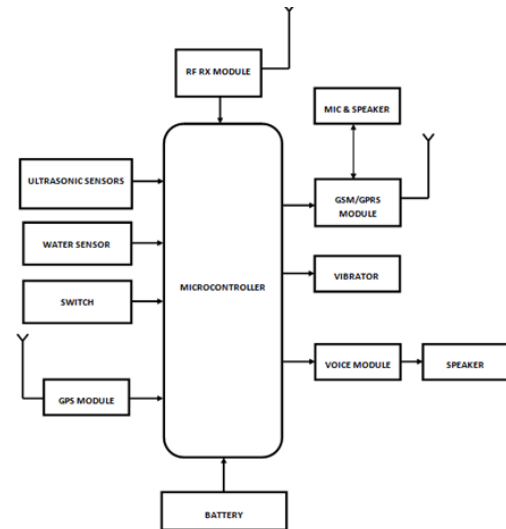 RF RX MODULE
MIC & SPEAKER
ULTRASONIC SENSORS
GSM/GPRS
MODULE
WATER SENSOR
VIBRATOR
MICROCONTROLLER
SWITCH
VOICE MODULE
SPEAKER
GPS MODULE
BATTERY